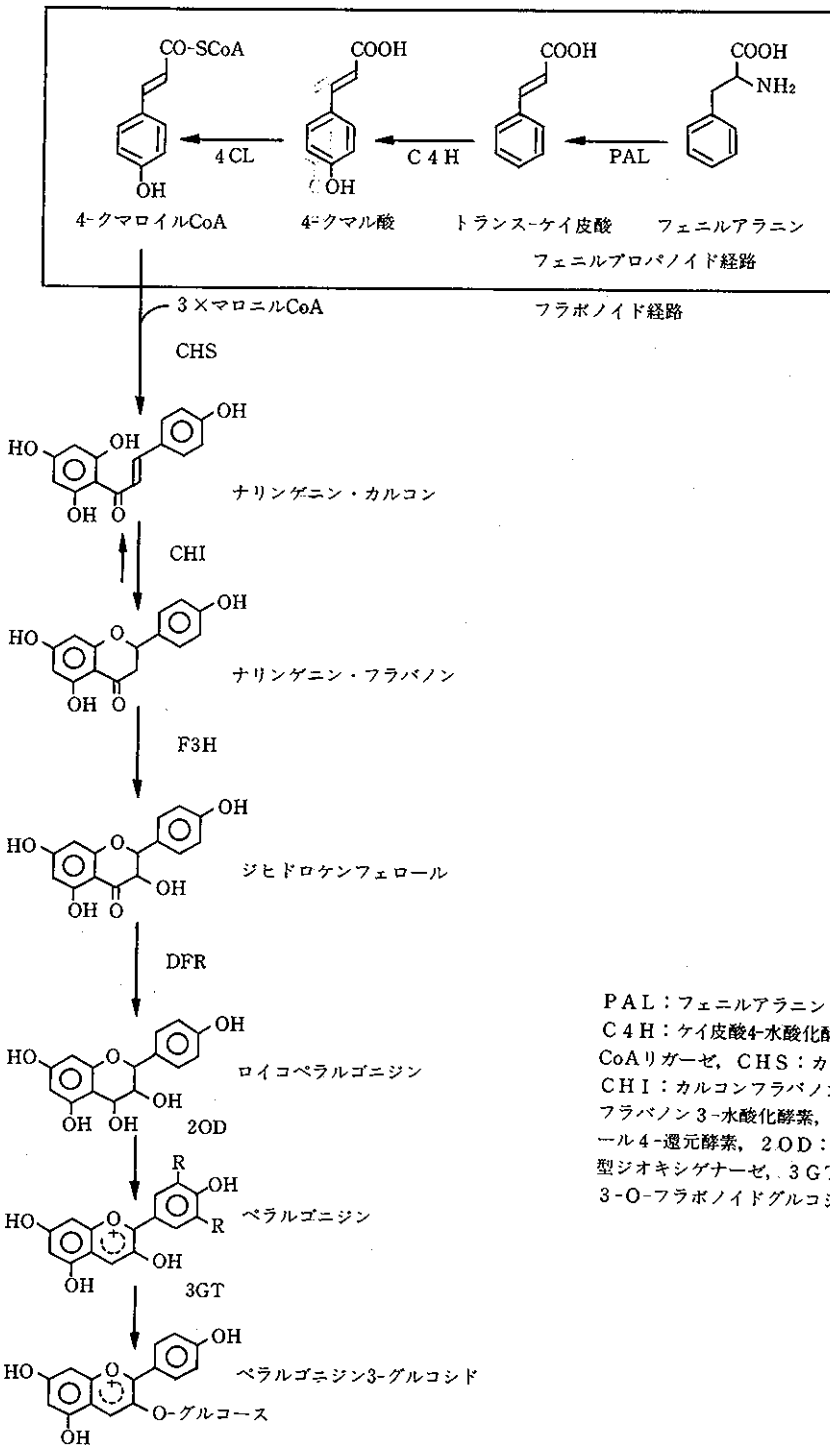 CO-SCoA
COOH
COOH
COOH
NH₂
4CL
C4H
PAL
OH
OH
4-クマロイルCoA
4-クマル酸
トランス-ケイ皮酸
フェニルアラニン
フェニルプロパノイド経路
3×マロニルCoA
フラボノイド経路
CHS
OH
HO
OH
OH
O
ナリンゲニン・カルコン
CHI
OH
HO
O
OH
O
ナリンゲニン・フラバノン
F3H
OH
HO
O
OH
OH
O
ジヒドロケンフェロール
DFR
OH
HO
O
OH
OH
OH
ロイコペラルゴニジン
2OD
R
OH
HO
O
+
R
OH
OH
ペラルゴニジン
3GT
OH
HO
O
+
O-グルコース
OH
ペラルゴニジン3-グルコシド
PAL：フェニルアラニン
C4H：ケイ皮酸4-水酸化酵
CoAリガーゼ, CHS：カ
CHI：カルコンフラバノン
フラバノン3-水酸化酵素,
ール4-還元酵素, 2OD：
型ジオキシゲナーゼ, 3GT
3-O-フラボノイドグルコシ